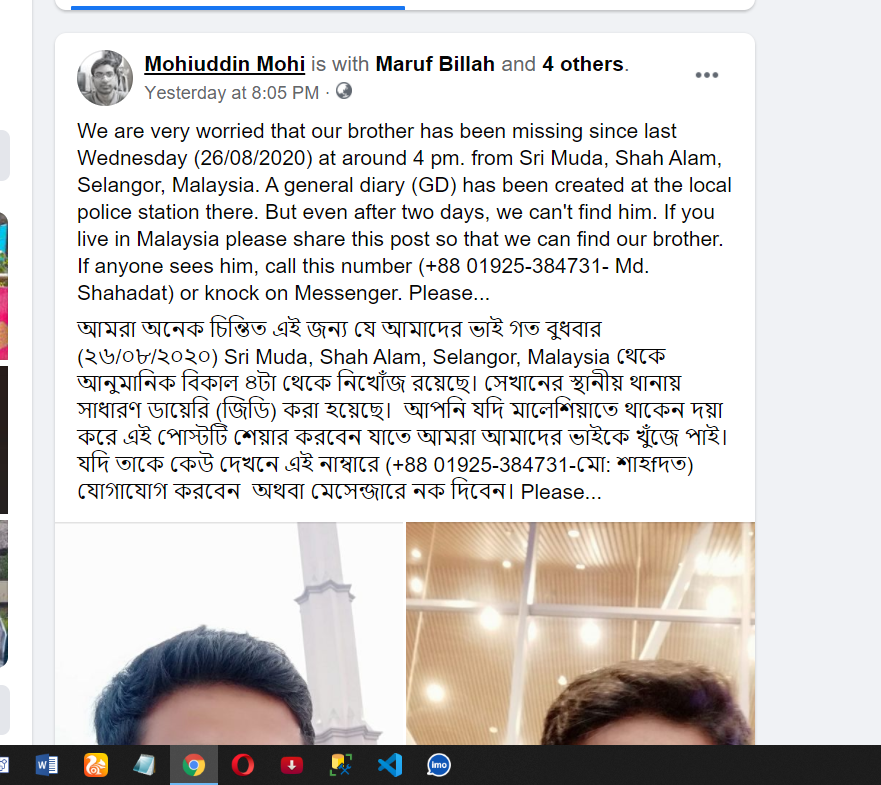 Mohiuddin Mohi is with Maruf Billah and 4 others.
Yesterday at 8:05 PM ·
We are very worried that our brother has been missing since last
Wednesday (26/08/2020) at around 4 pm. from Sri Muda, Shah Alam,
Selangor, Malaysia. A general diary (GD) has been created at the local
police station there. But even after two days, we can't find him. If you
live in Malaysia please share this post so that we can find our brother.
If anyone sees him, call this number (+88 01925-384731- Md.
Shahadat) or knock on Messenger. Please...
আমরা অনেক চিন্তিত এই জন্য যে আমাদের ভাই গত বুধবার
(২৬/০৮/২০২০) Sri Muda, Shah Alam, Selangor, Malaysia থেকে
আনুমানিক বিকাল ৪টা থেকে নিখোঁজ রয়েছে। সেখানের স্থানীয় থানায়
সাধারণ ডায়েরি (জিডি) করা হয়েছে। আপনি যদি মালেশিয়াতে থাকেন দয়া
করে এই পোস্টটি শেয়ার করবেন যাতে আমরা আমাদের ভাইকে খুঁজে পাই।
যদি তাকে কেউ দেখনে এই নাম্বারে (+88 01925-384731-মো: শাহাদত)
যোগাযোগ করবেন অথবা মেসেন্জারে নক দিবেন। Please...
imo